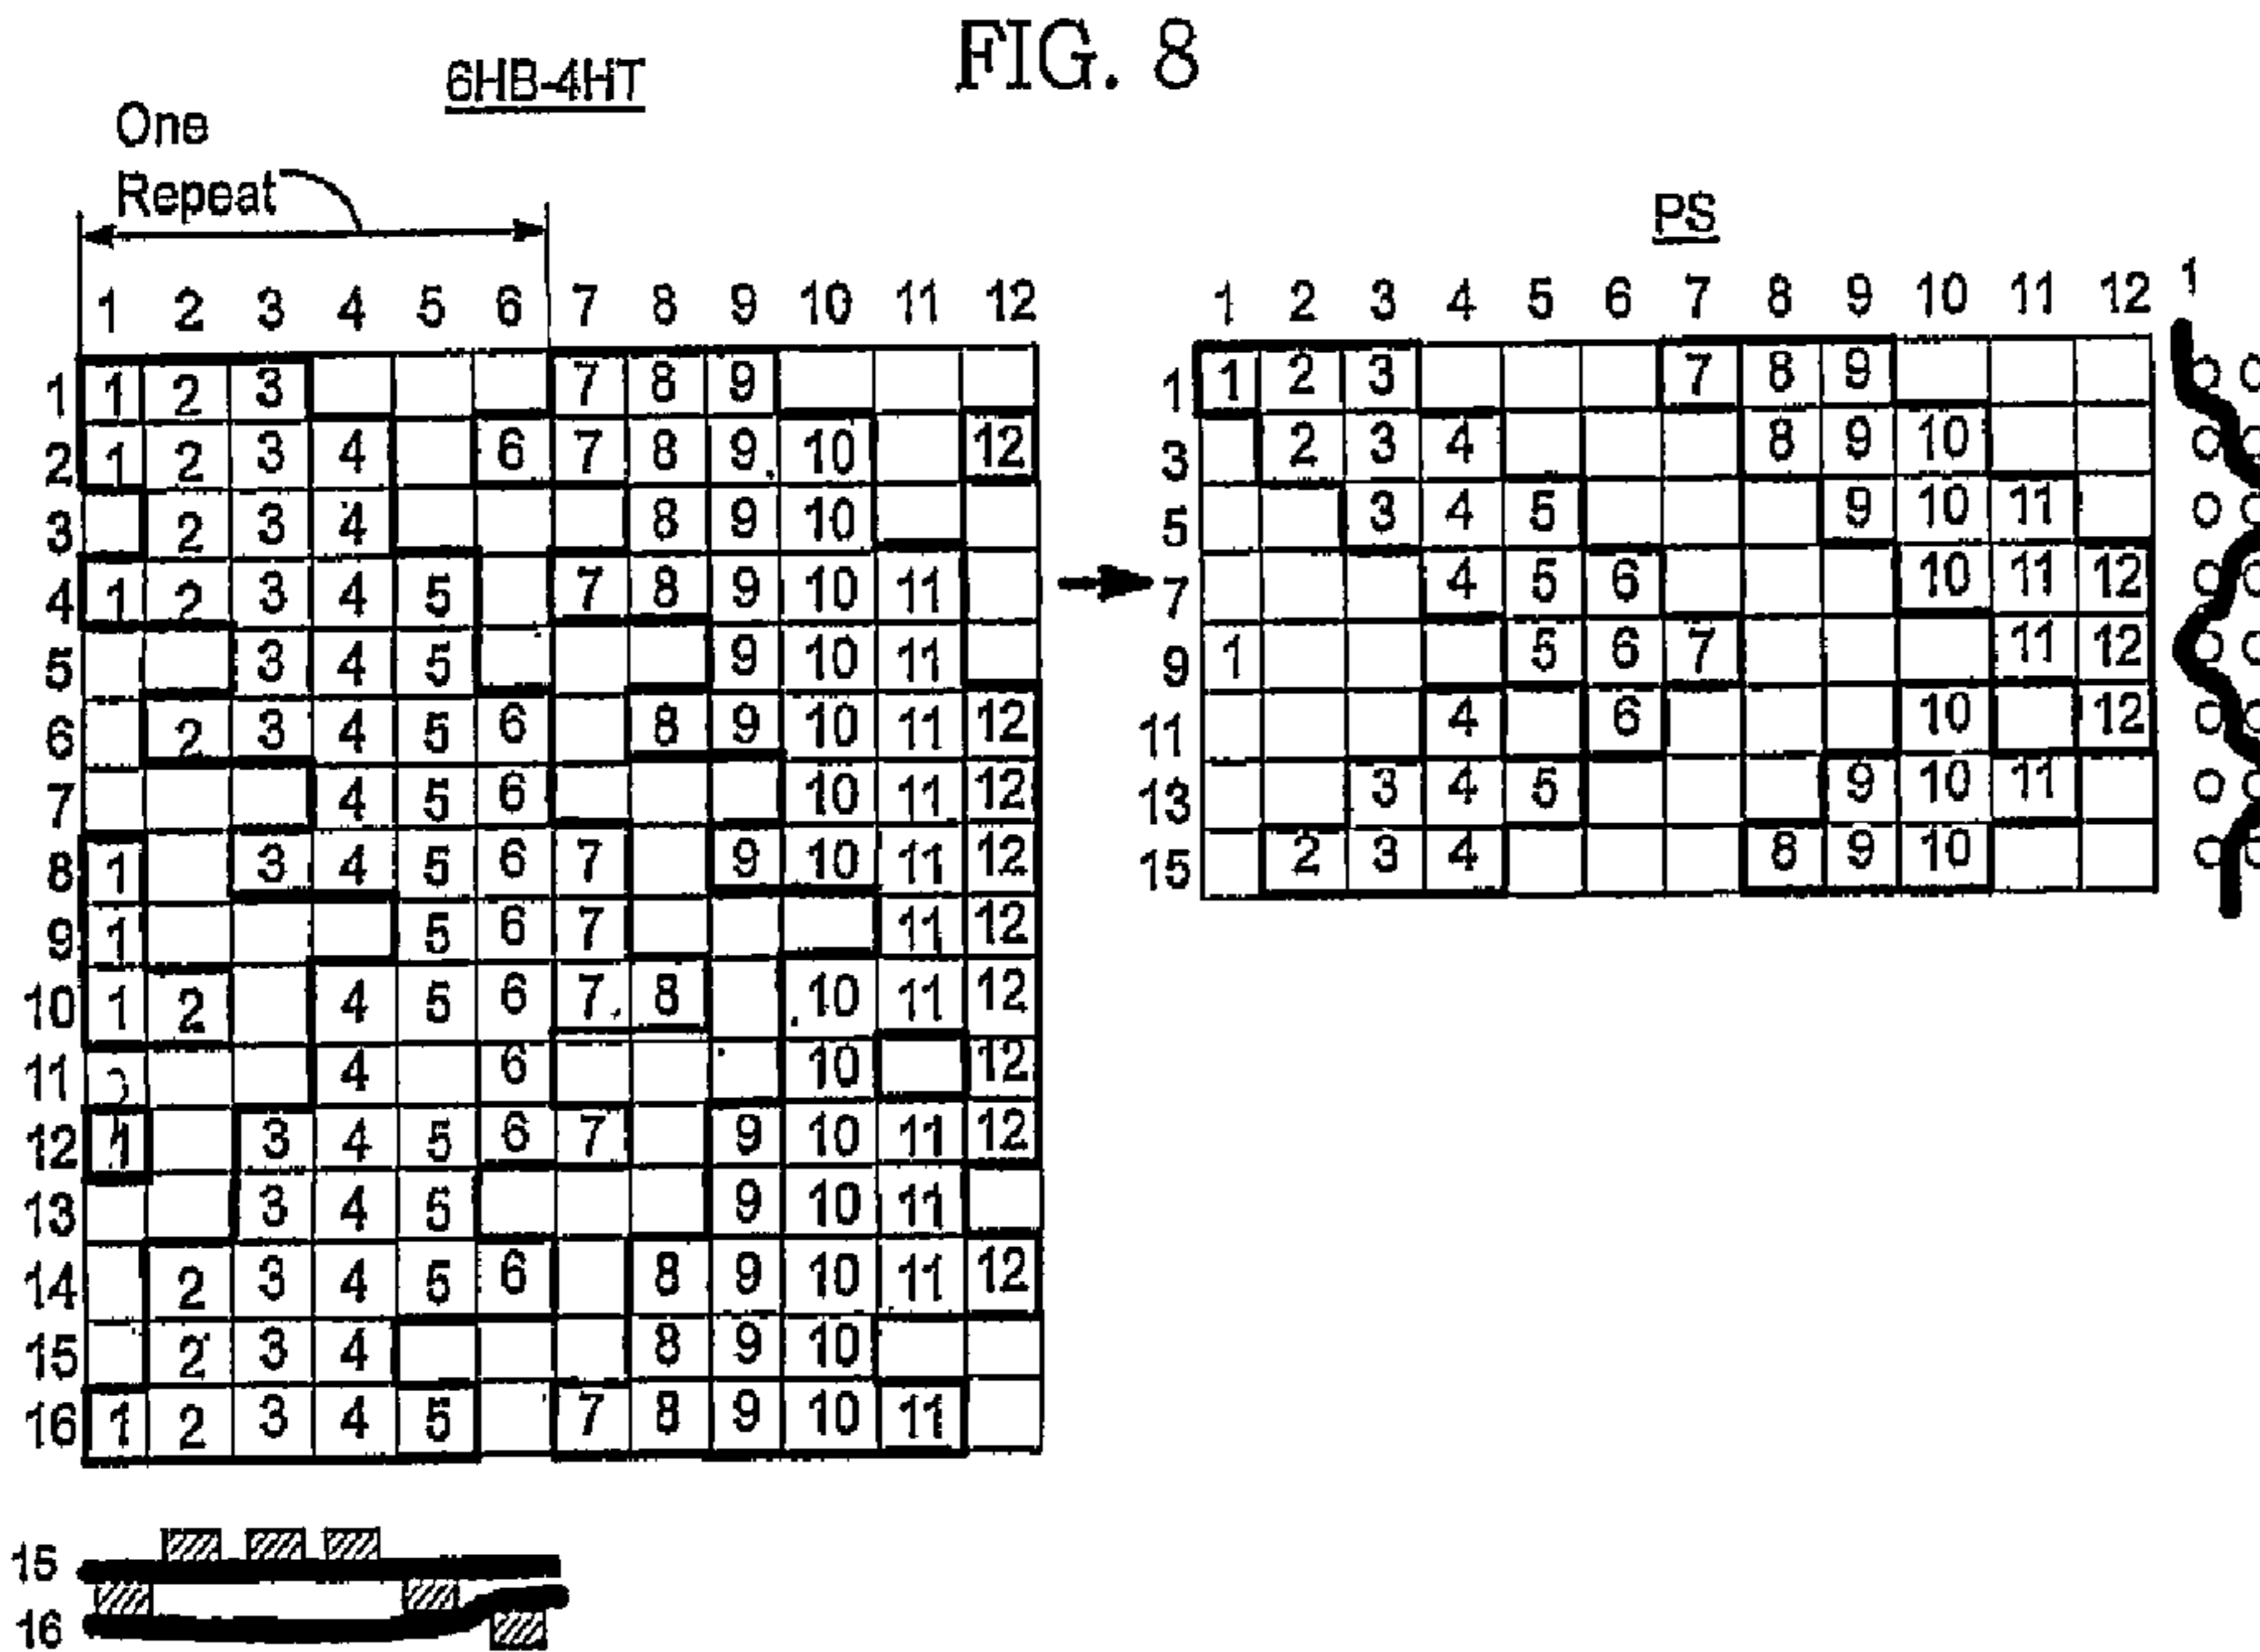 FIG. 8
6HB-4HT
One
Repeat
1 2 3 4 5 6 7 8 9 10 11 12
1 1 2 3 7 8 9
2 1 2 3 4 6 7 8 9 10 12
3 2 3 4 8 9 10
4 1 2 3 4 5 7 8 9 10 11
5 3 4 5 9 10 11
6 2 3 4 5 6 8 9 10 11 12
7 4 5 6 10 11 12
8 1 3 4 5 6 7 9 10 11 12
9 1 5 6 7 11 12
10 1 2 4 5 6 7 8 10 11 12
11 4 6 10 12
12 1 3 4 5 6 7 9 10 11 12
13 3 4 5 9 10 11
14 2 3 4 5 6 8 9 10 11 12
15 2 3 4 8 9 10
16 1 2 3 4 5 7 8 9 10 11
15
16
PS
1 2 3 4 5 6 7 8 9 10 11 12 1
1 1 2 3 7 8 9
3 2 3 4 8 9 10
5 3 4 5 9 10 11
7 4 5 6 10 11 12
9 1 5 6 7 11 12
11 4 6 10 12
13 3 4 5 9 10 11
15 2 3 4 8 9 10